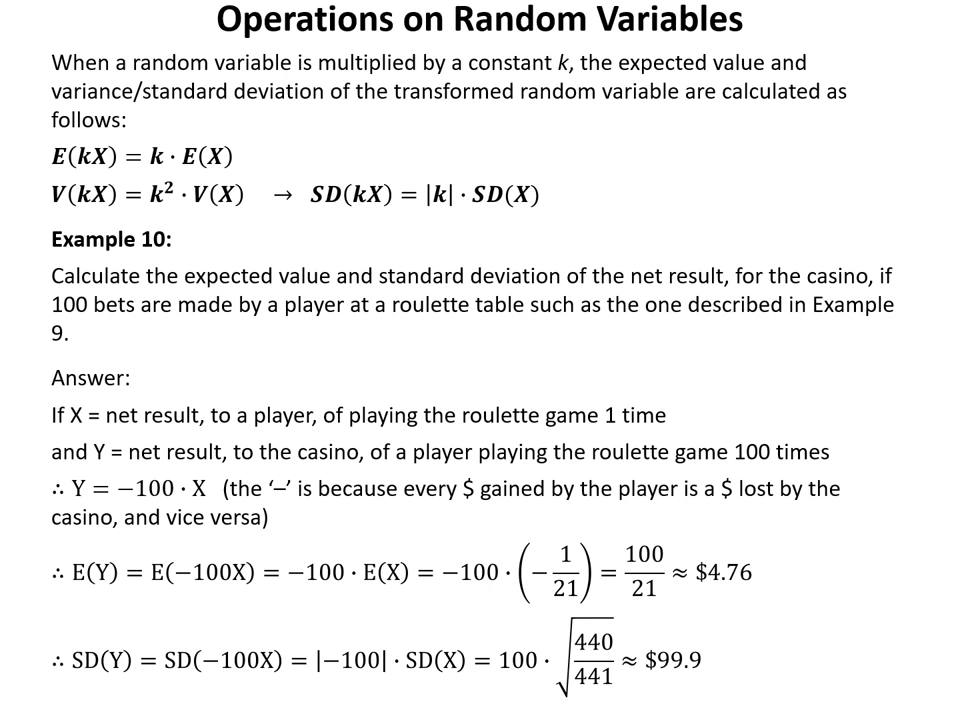 Operations on Random Variables
When a random variable is multiplied by a constant k, the expected value and
variance/standard deviation of the transformed random variable are calculated as
follows:
E(kX) = k · E(X)
V(kX) = k² · V(X) → SD(kX) = |k| · SD(X)
Example 10:
Calculate the expected value and standard deviation of the net result, for the casino, if
100 bets are made by a player at a roulette table such as the one described in Example
9.
Answer:
If X = net result, to a player, of playing the roulette game 1 time
and Y = net result, to the casino, of a player playing the roulette game 100 times
∴ Y = −100 · X (the ‘–’ is because every $ gained by the player is a $ lost by the
casino, and vice versa)
∴ E(Y) = E(−100X) = −100 · E(X) = −100 · (−1/21) = 100/21 ≈ $4.76
∴ SD(Y) = SD(−100X) = |−100| · SD(X) = 100 · √(440/441) ≈ $99.9